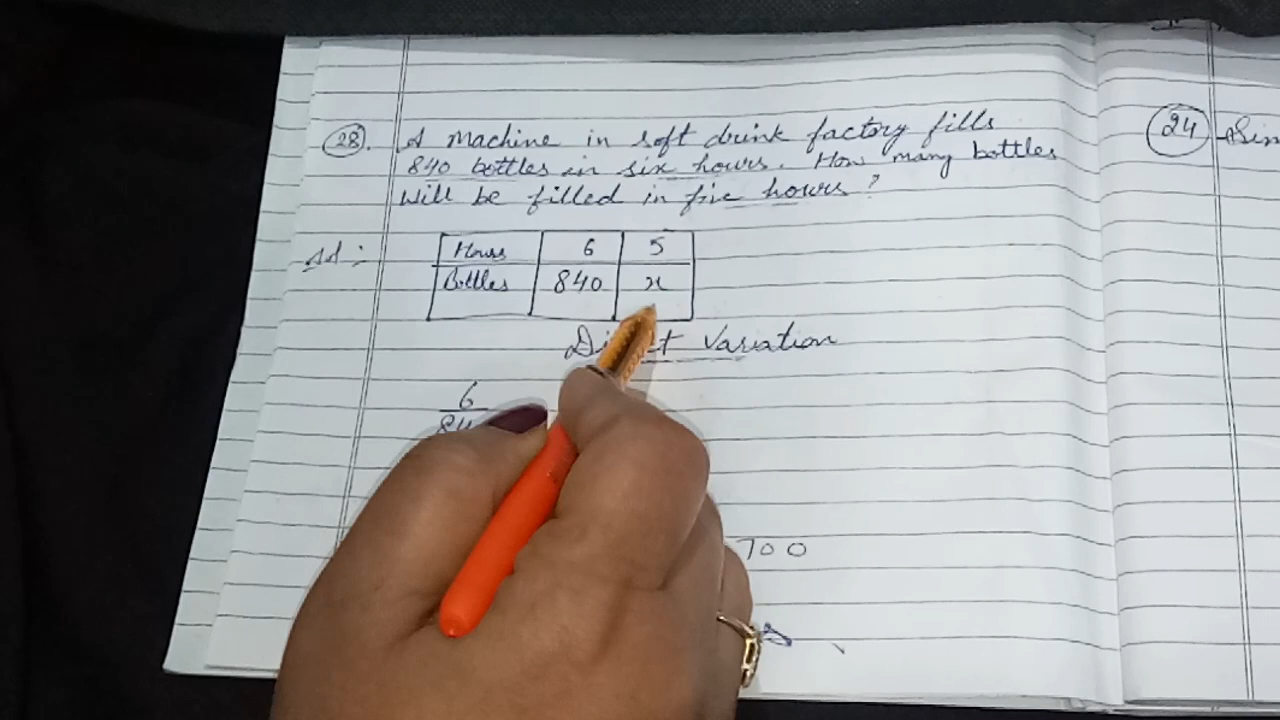 28. A machine in soft drink factory fills
840 bottles in six hours. How many bottles
will be filled in five hours?
24
Sol :-
Hours 6 5
Bottles 840 x
Variation
6
700